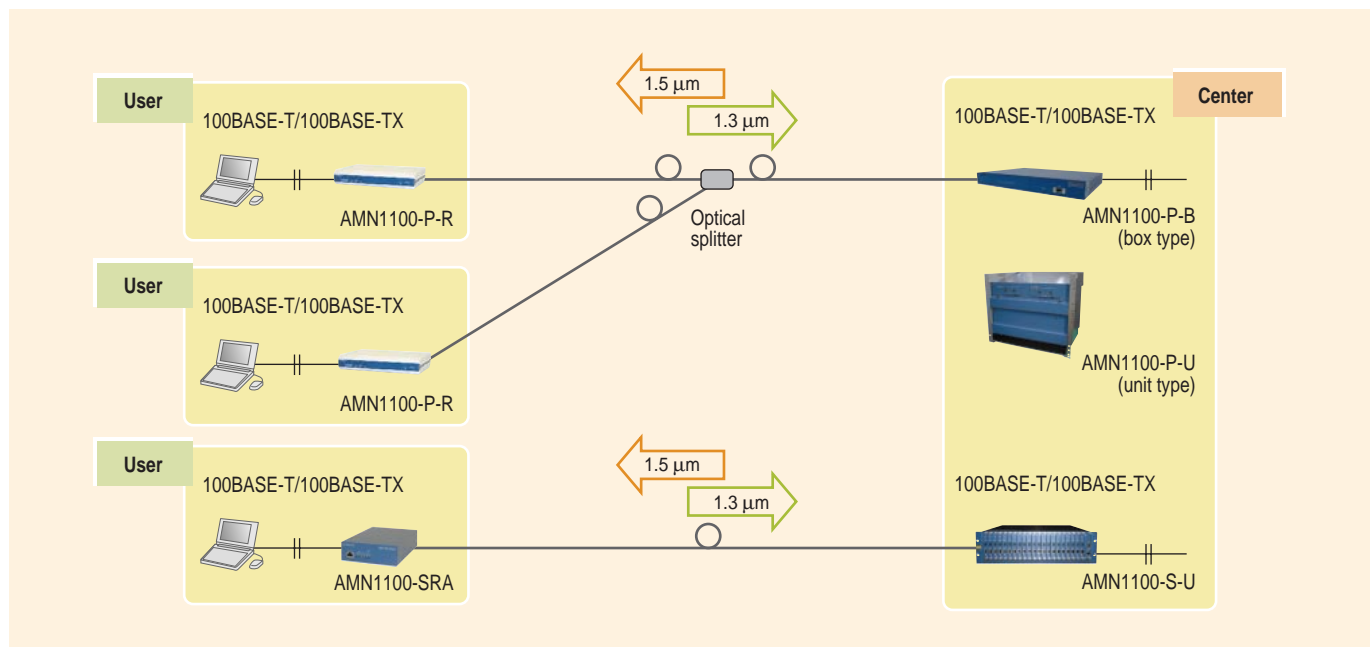 User
100BASE-T/100BASE-TX
AMN1100-P-R
1.5 μm
1.3 μm
Optical
splitter
Center
100BASE-T/100BASE-TX
AMN1100-P-B
(box type)
User
100BASE-T/100BASE-TX
AMN1100-P-R
AMN1100-P-U
(unit type)
User
100BASE-T/100BASE-TX
AMN1100-SRA
1.5 μm
1.3 μm
100BASE-T/100BASE-TX
AMN1100-S-U